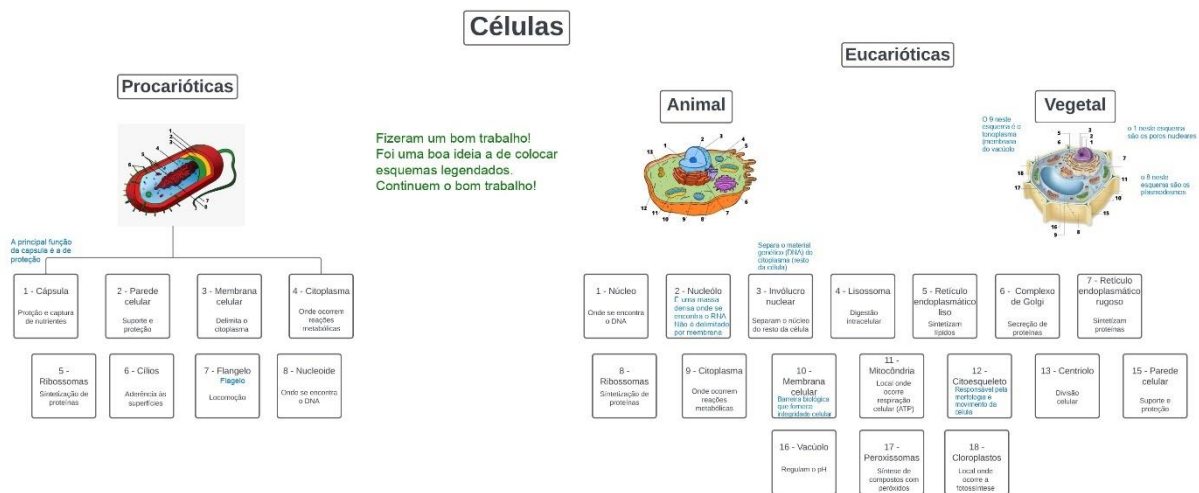 Células
Eucarióticas
Procarióticas
Animal
Vegetal
Fizeram um bom trabalho!
Foi uma boa ideia a de colocar
esquemas legendados.
Continuem o bom trabalho!
O 9 neste
esquema é o
tonoplasma
(membrana
do vacúolo
o 1 neste esquema
são os poros nucleares
o 8 neste
esquema são os
plasmodesmos
A principal função
da cápsula é a de
proteção
Separa o material
genético (DNA) do
citoplasma (resto
da célula)
1 - Cápsula
Proteção e captura
de nutrientes
2 - Parede
celular
Suporte e
proteção
3 - Membrana
celular
Delimita o
citoplasma
4 - Citoplasma
Onde ocorrem
reações
metabólicas
5 -
Ribossomas
Sintetização de
proteínas
6 - Cílios
Aderência às
superfícies
7 - Flangelo
Flagelo
Locomoção
8 - Nucleoide
Onde se encontra
o DNA
1 - Núcleo
Onde se encontra
o DNA
2 - Nucleólo
É uma massa
densa onde se
encontra o RNA
Não é delimitado
por membrana
3 - Invólucro
nuclear
Separam o núcleo
do resto da célula
4 - Lisossoma
Digestão
intracelular
5 - Retículo
endoplasmático
liso
Sintetizam
lípidos
6 - Complexo
de Golgi
Secreção de
proteínas
7 - Retículo
endoplasmático
rugoso
Sintetizam
proteínas
8 -
Ribossomas
Sintetização de
proteínas
9 - Citoplasma
Onde ocorrem
reações
metabólicas
10 -
Membrana
celular
Barreira biológica
que fornece
integridade celular
11 -
Mitocôndria
Local onde
ocorre
respiração
celular (ATP)
12 -
Citoesqueleto
Responsável pela
morfologia e
movimento da
célula
13 - Centriolo
Divisão
celular
15 - Parede
celular
Suporte e
proteção
16 - Vacúolo
Regulam o pH
17 -
Peroxissomas
Síntese de
compostos com
peróxidos
18 -
Cloroplastos
Local onde
ocorre a
fotossíntese